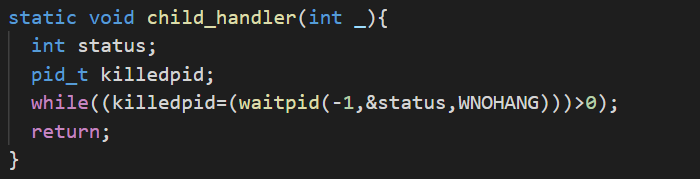 static void child_handler(int _){
  int status;
  pid_t killedpid;
  while((killedpid=(waitpid(-1,&status,WNOHANG)))>0);
  return;
}